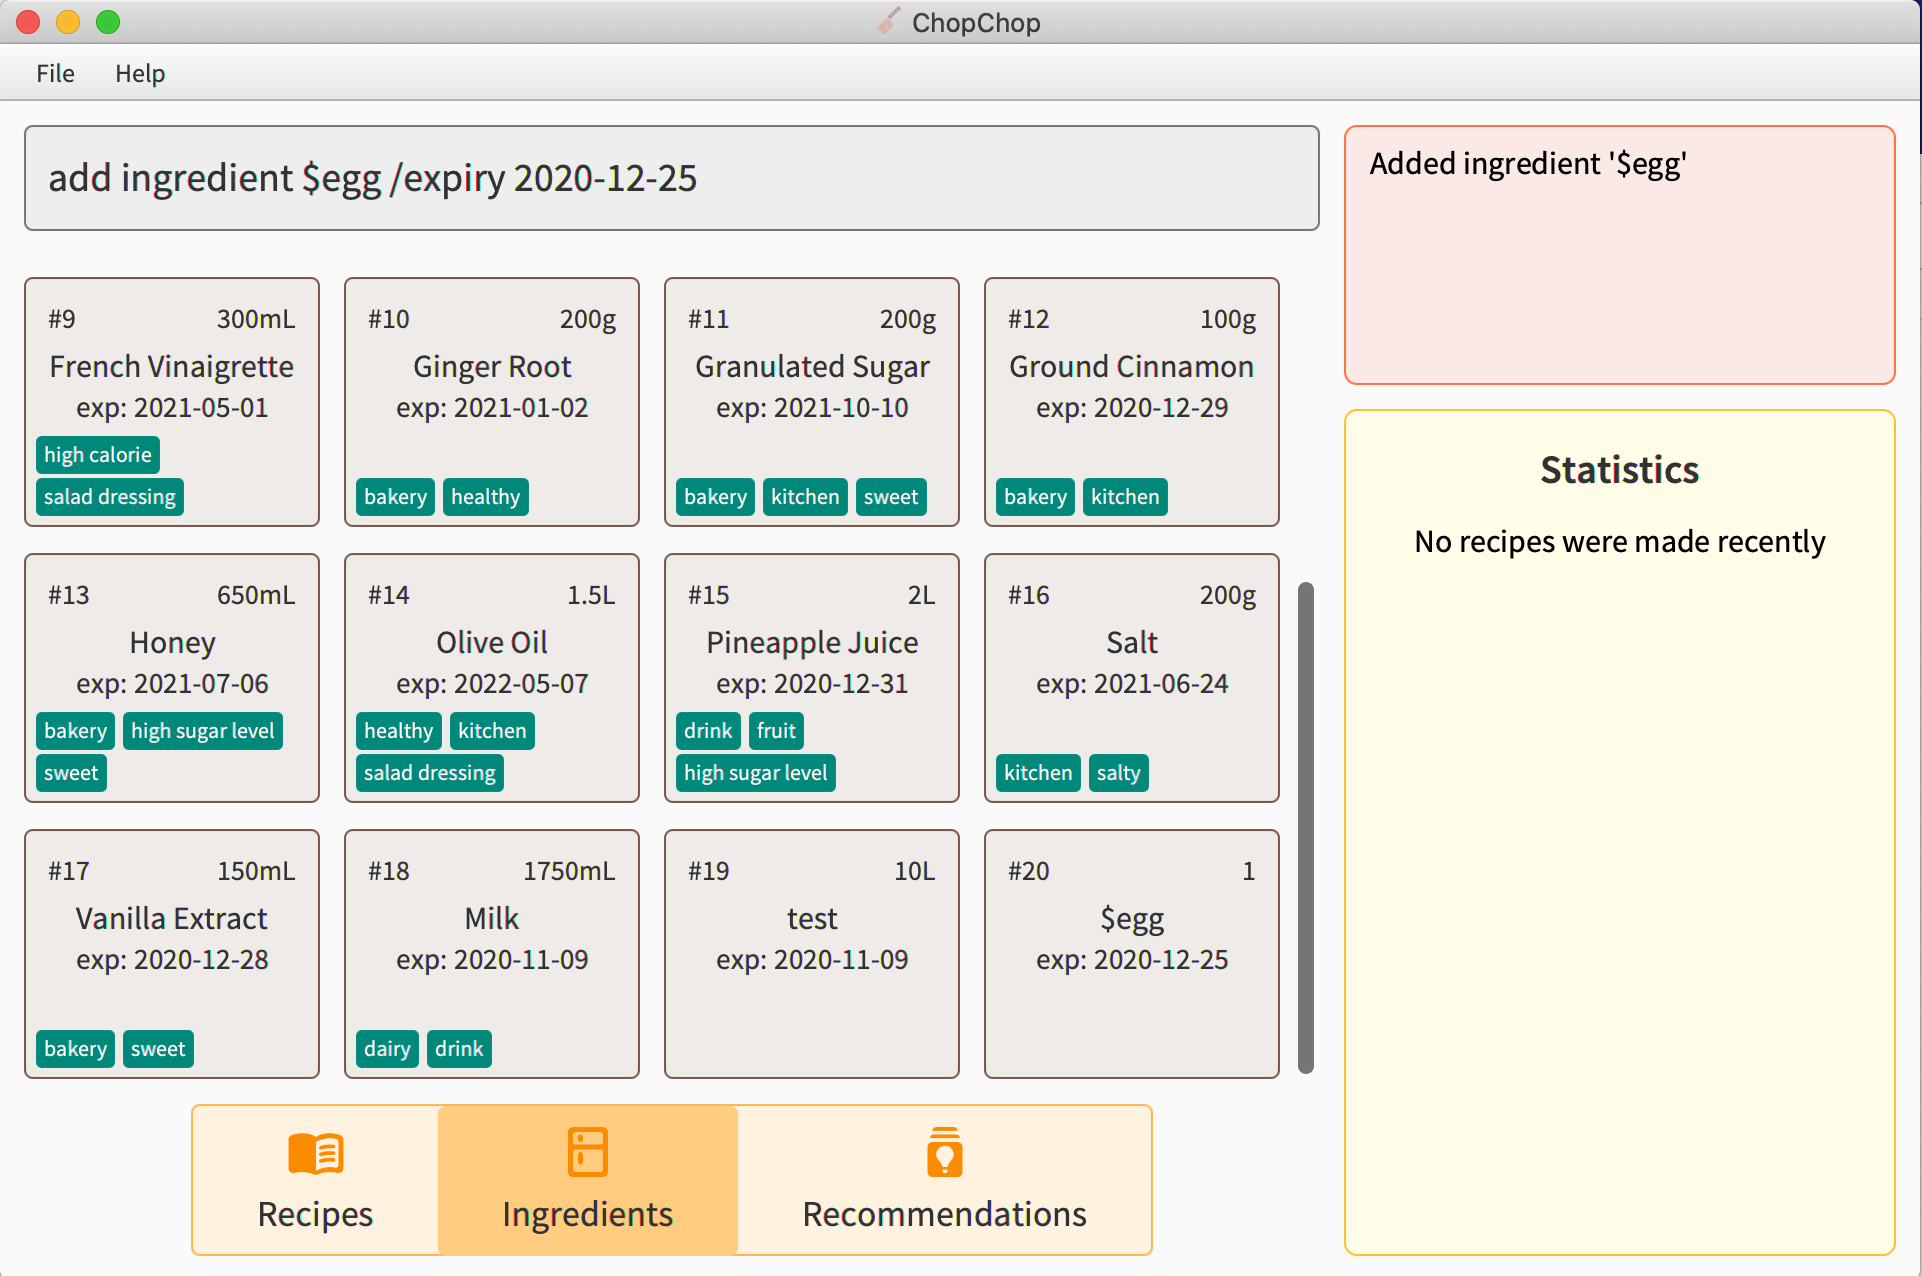 ChopChop
File Help
add ingredient $egg /expiry 2020-12-25
Added ingredient '$egg'
#9 300mL
French Vinaigrette
exp: 2021-05-01
high calorie
salad dressing
#10 200g
Ginger Root
exp: 2021-01-02
bakery healthy
#11 200g
Granulated Sugar
exp: 2021-10-10
bakery kitchen sweet
#12 100g
Ground Cinnamon
exp: 2020-12-29
bakery kitchen
#13 650mL
Honey
exp: 2021-07-06
bakery high sugar level
sweet
#14 1.5L
Olive Oil
exp: 2022-05-07
healthy kitchen
salad dressing
#15 2L
Pineapple Juice
exp: 2020-12-31
drink fruit
high sugar level
#16 200g
Salt
exp: 2021-06-24
kitchen salty
#17 150mL
Vanilla Extract
exp: 2020-12-28
bakery sweet
#18 1750mL
Milk
exp: 2020-11-09
dairy drink
#19 10L
test
exp: 2020-11-09
#20 1
$egg
exp: 2020-12-25
Statistics
No recipes were made recently
Recipes Ingredients Recommendations